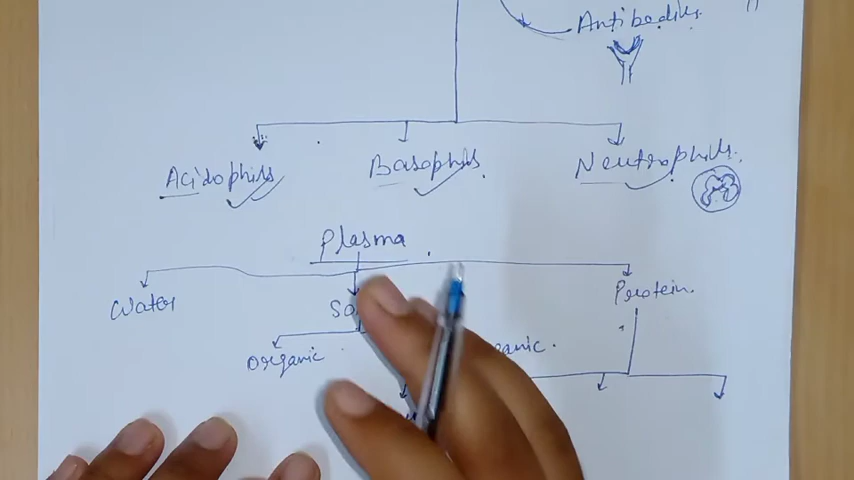 Antibodies.
Acidophils Basophils. Neutrophils.
Plasma
Water Protein.
Organic